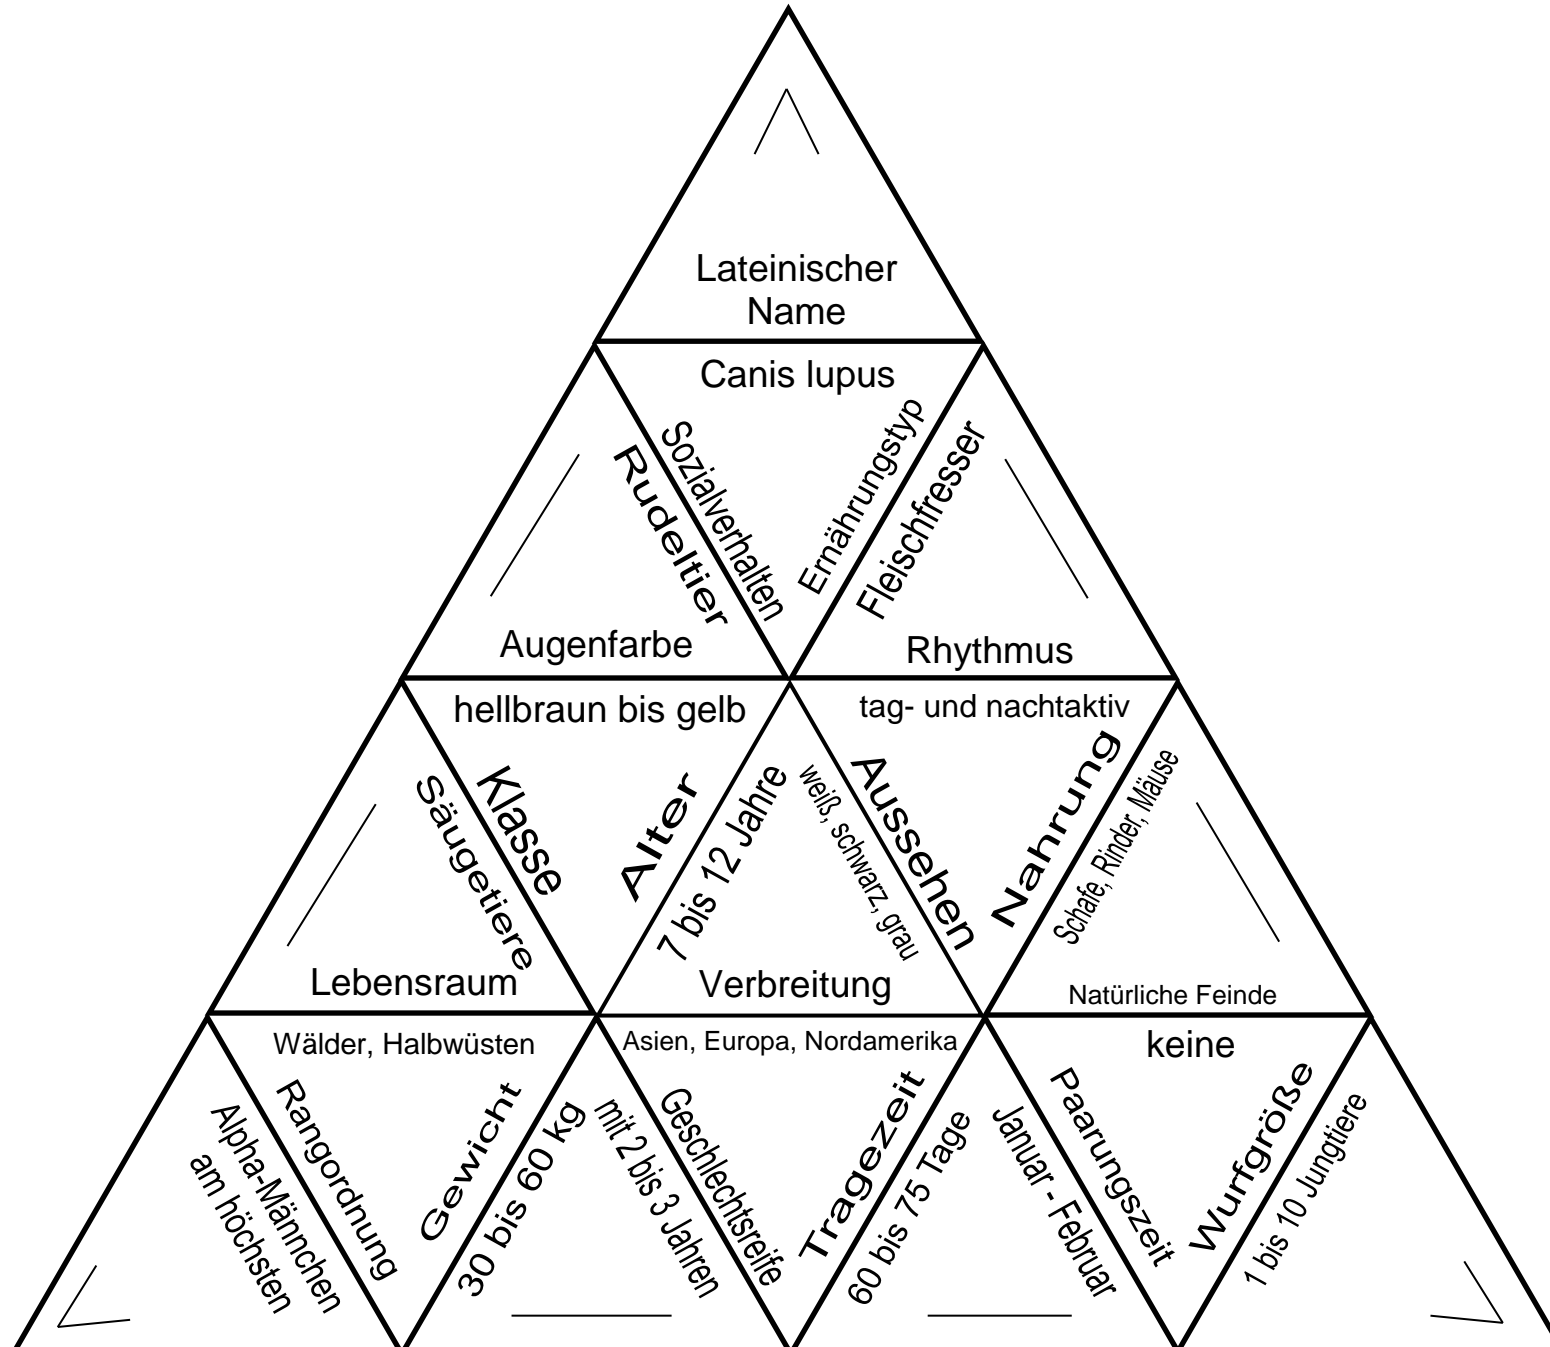 Lateinischer
Name
Canis lupus
Sozialverhalten
Rudeltier
Ernährungstyp
Fleischfresser
Augenfarbe
Rhythmus
hellbraun bis gelb
tag- und nachtaktiv
Klasse
Säugetiere
Alter
7 bis 12 Jahre
weiß, schwarz, grau
Aussehen
Nahrung
Schafe, Rinder, Mäuse
Lebensraum
Verbreitung
Natürliche Feinde
Wälder, Halbwüsten
Asien, Europa, Nordamerika
keine
Rangordnung
Alpha-Männchen
am höchsten
Gewicht
30 bis 60 kg
mit 2 bis 3 Jahren
Geschlechtsreife
Tragezeit
60 bis 75 Tage
Januar - Februar
Paarungszeit
Wurfgröße
1 bis 10 Jungtiere